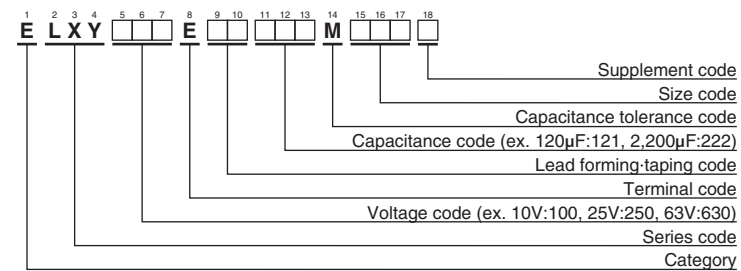 1 2 3 4 5 6 7 8 9 10 11 12 13 14 15 16 17 18
E L X Y □□□ E □□ □□□ M □□□ □
Supplement code
Size code
Capacitance tolerance code
Capacitance code (ex. 120µF:121, 2,200µF:222)
Lead forming·taping code
Terminal code
Voltage code (ex. 10V:100, 25V:250, 63V:630)
Series code
Category